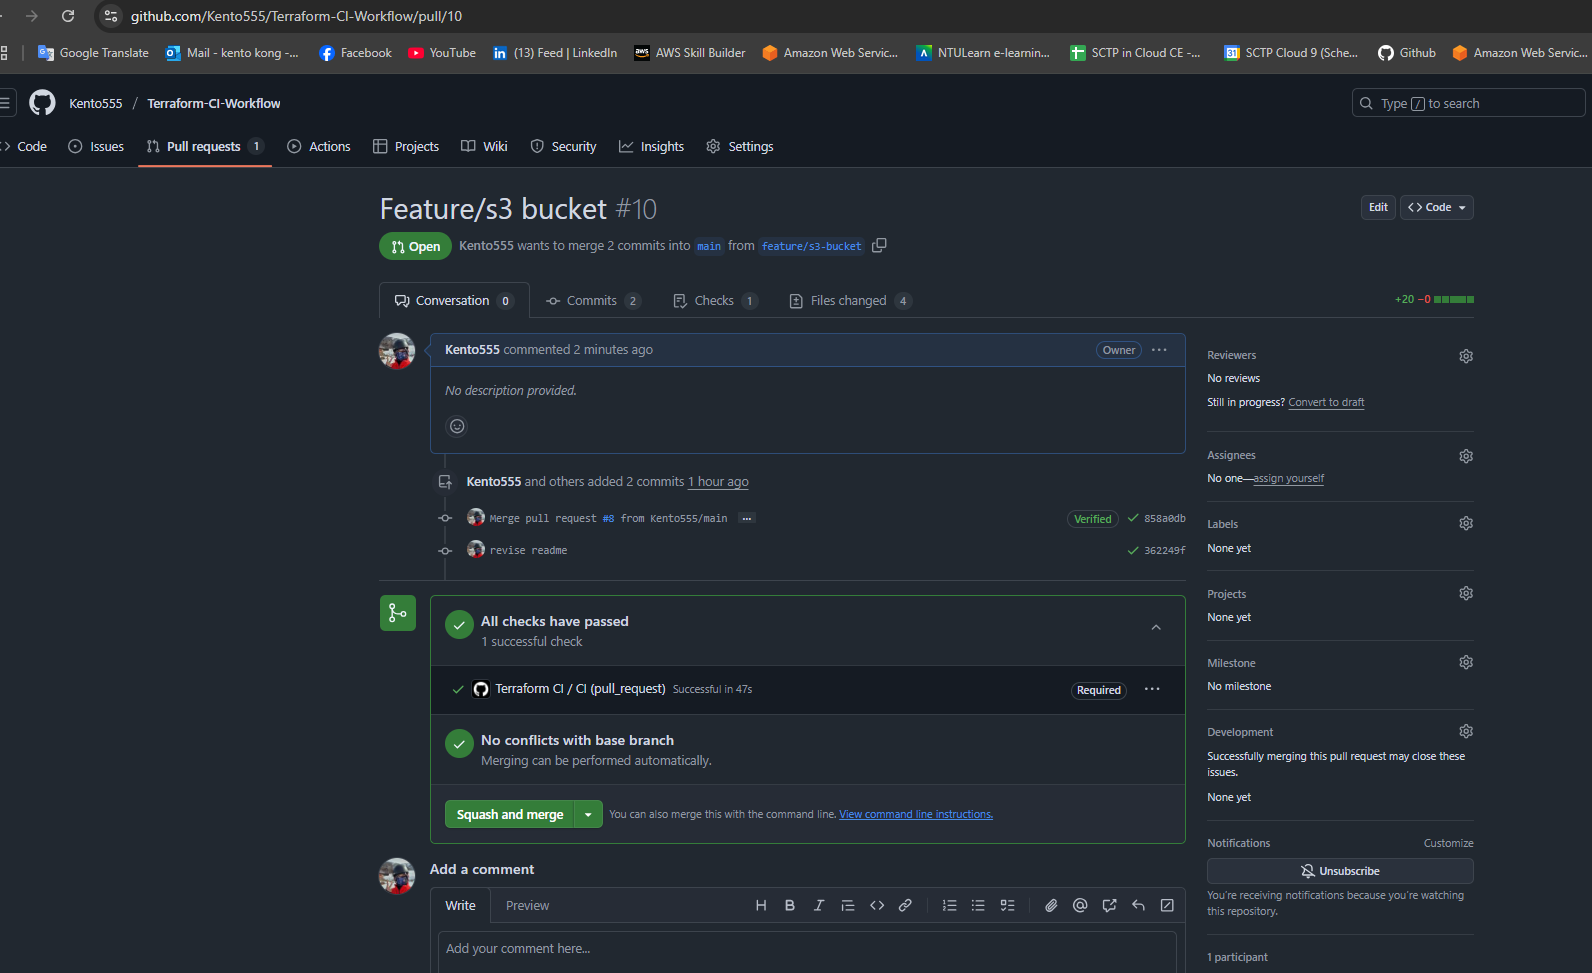 github.com/Kento555/Terraform-CI-Workflow/pull/10
Google Translate
Mail - kento kong -...
Facebook
YouTube
(13) Feed | LinkedIn
AWS Skill Builder
Amazon Web Servic...
NTULearn e-learnin...
SCTP in Cloud CE -...
SCTP Cloud 9 (Sche...
Github
Amazon Web Servic...
Kento555 / Terraform-CI-Workflow
Type / to search
Code
Issues
Pull requests 1
Actions
Projects
Wiki
Security
Insights
Settings
Feature/s3 bucket #10
Edit
Code
Open
Kento555 wants to merge 2 commits into main from feature/s3-bucket
Conversation 0
Commits 2
Checks 1
Files changed 4
+20 −0
Kento555 commented 2 minutes ago
Owner
No description provided.
Kento555 and others added 2 commits 1 hour ago
Merge pull request #8 from Kento555/main ...
Verified
858a0db
revise readme
362249f
All checks have passed
1 successful check
Terraform CI / CI (pull_request) Successful in 47s
Required
No conflicts with base branch
Merging can be performed automatically.
Squash and merge
You can also merge this with the command line. View command line instructions.
Add a comment
Write
Preview
Add your comment here...
Reviewers
No reviews
Still in progress? Convert to draft
Assignees
No one—assign yourself
Labels
None yet
Projects
None yet
Milestone
No milestone
Development
Successfully merging this pull request may close these
issues.
None yet
Notifications
Customize
Unsubscribe
You're receiving notifications because you're watching
this repository.
1 participant